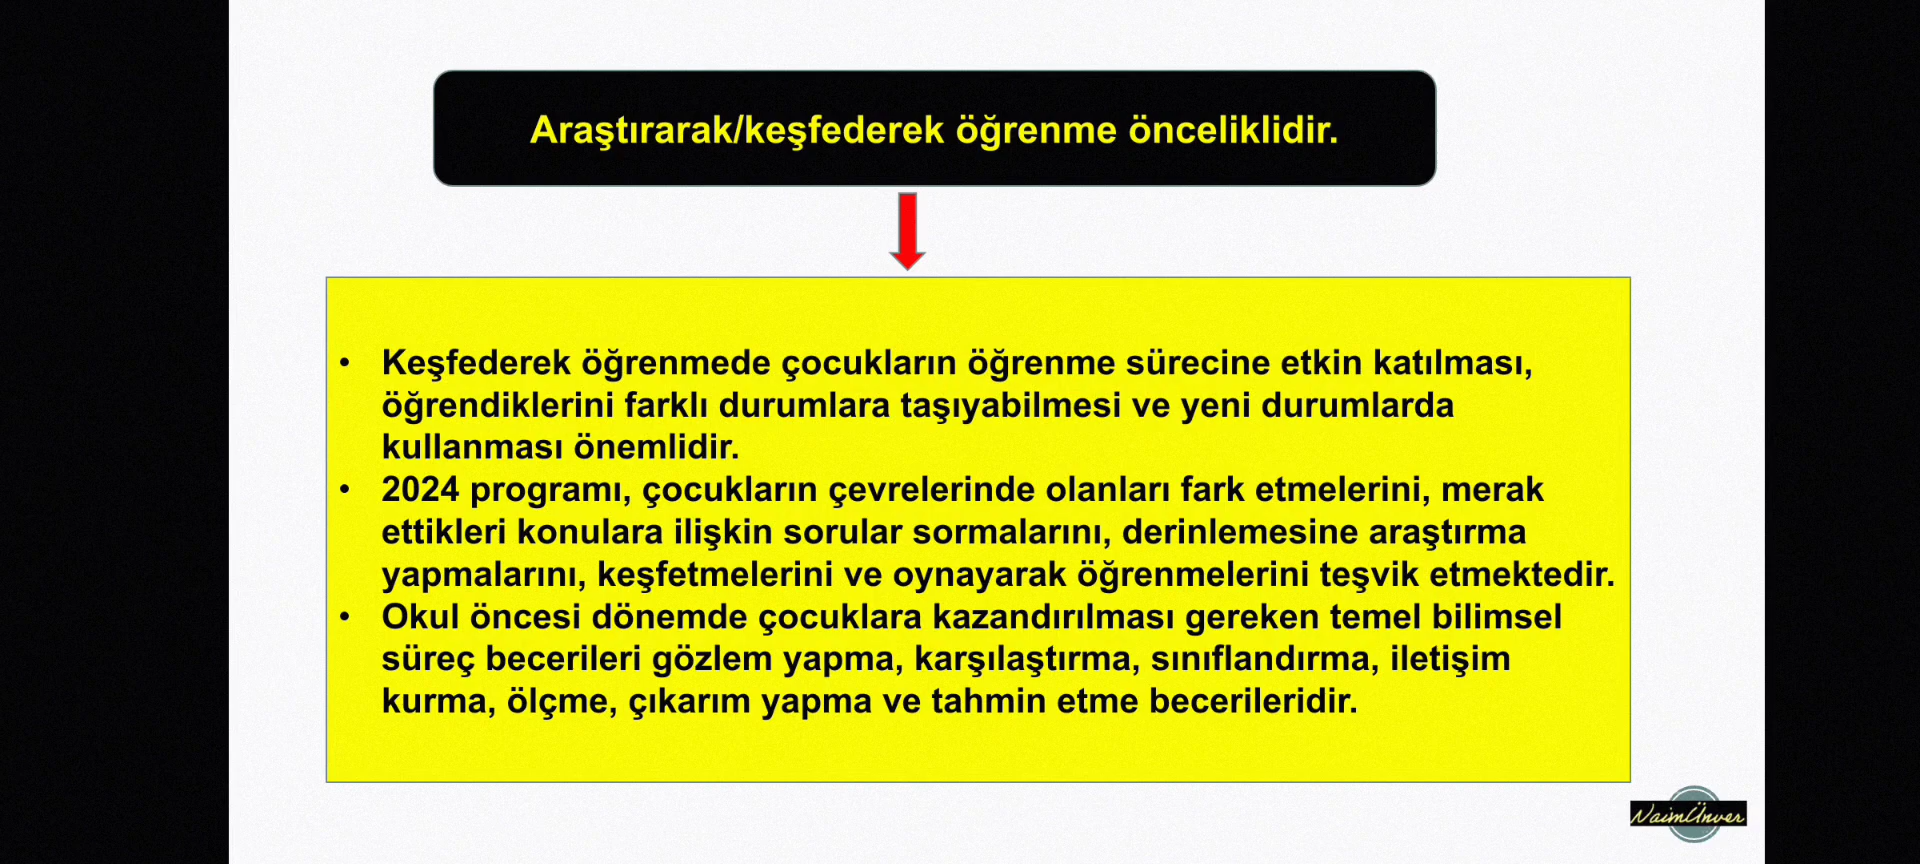 Araştırarak/keşfederek öğrenme önceliklidir.
• Keşfederek öğrenmede çocukların öğrenme sürecine etkin katılması,
öğrendiklerini farklı durumlara taşıyabilmesi ve yeni durumlarda
kullanması önemlidir.
• 2024 programı, çocukların çevrelerinde olanları fark etmelerini, merak
ettikleri konulara ilişkin sorular sormalarını, derinlemesine araştırma
yapmalarını, keşfetmelerini ve oynayarak öğrenmelerini teşvik etmektedir.
• Okul öncesi dönemde çocuklara kazandırılması gereken temel bilimsel
süreç becerileri gözlem yapma, karşılaştırma, sınıflandırma, iletişim
kurma, ölçme, çıkarım yapma ve tahmin etme becerileridir.
NaimÜnver